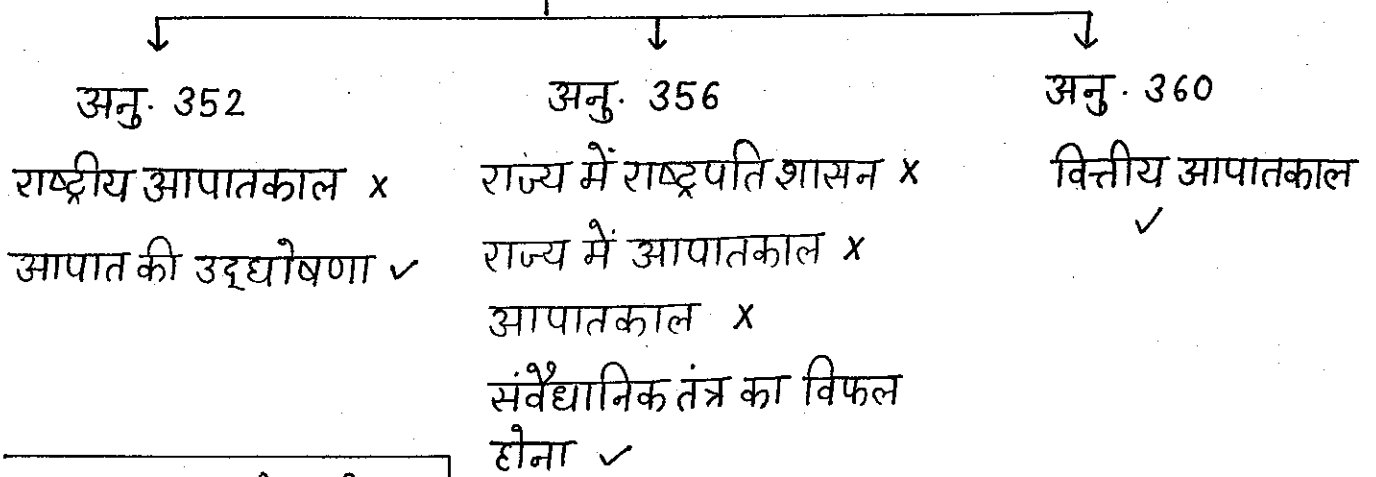 अनु. 352
राष्ट्रीय आपातकाल x
आपात की उद्घोषणा ✓
अनु. 356
राज्य में राष्ट्रपति शासन x
राज्य में आपातकाल x
आपातकाल x
संवैधानिक तंत्र का विफल
होना ✓
अनु. 360
वित्तीय आपातकाल
✓